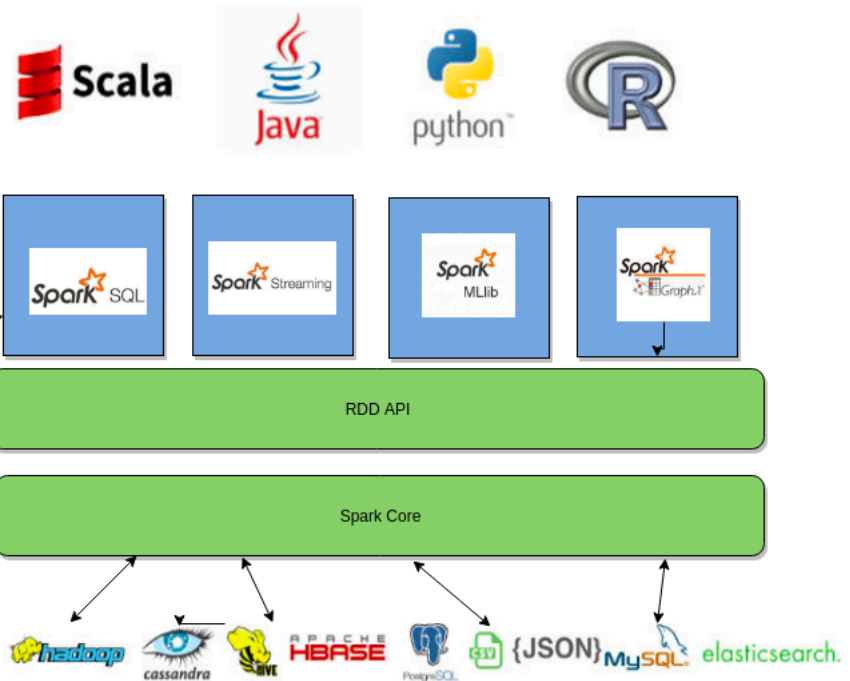 Scala
Java
python™
R
Spark SQL
Spark Streaming
Spark
MLlib
Spark
GraphX
RDD API
Spark Core
hadoop
cassandra
HIVE
APACHE
HBASE
PostgreSQL
CSV
{JSON}
MySQL
elasticsearch.